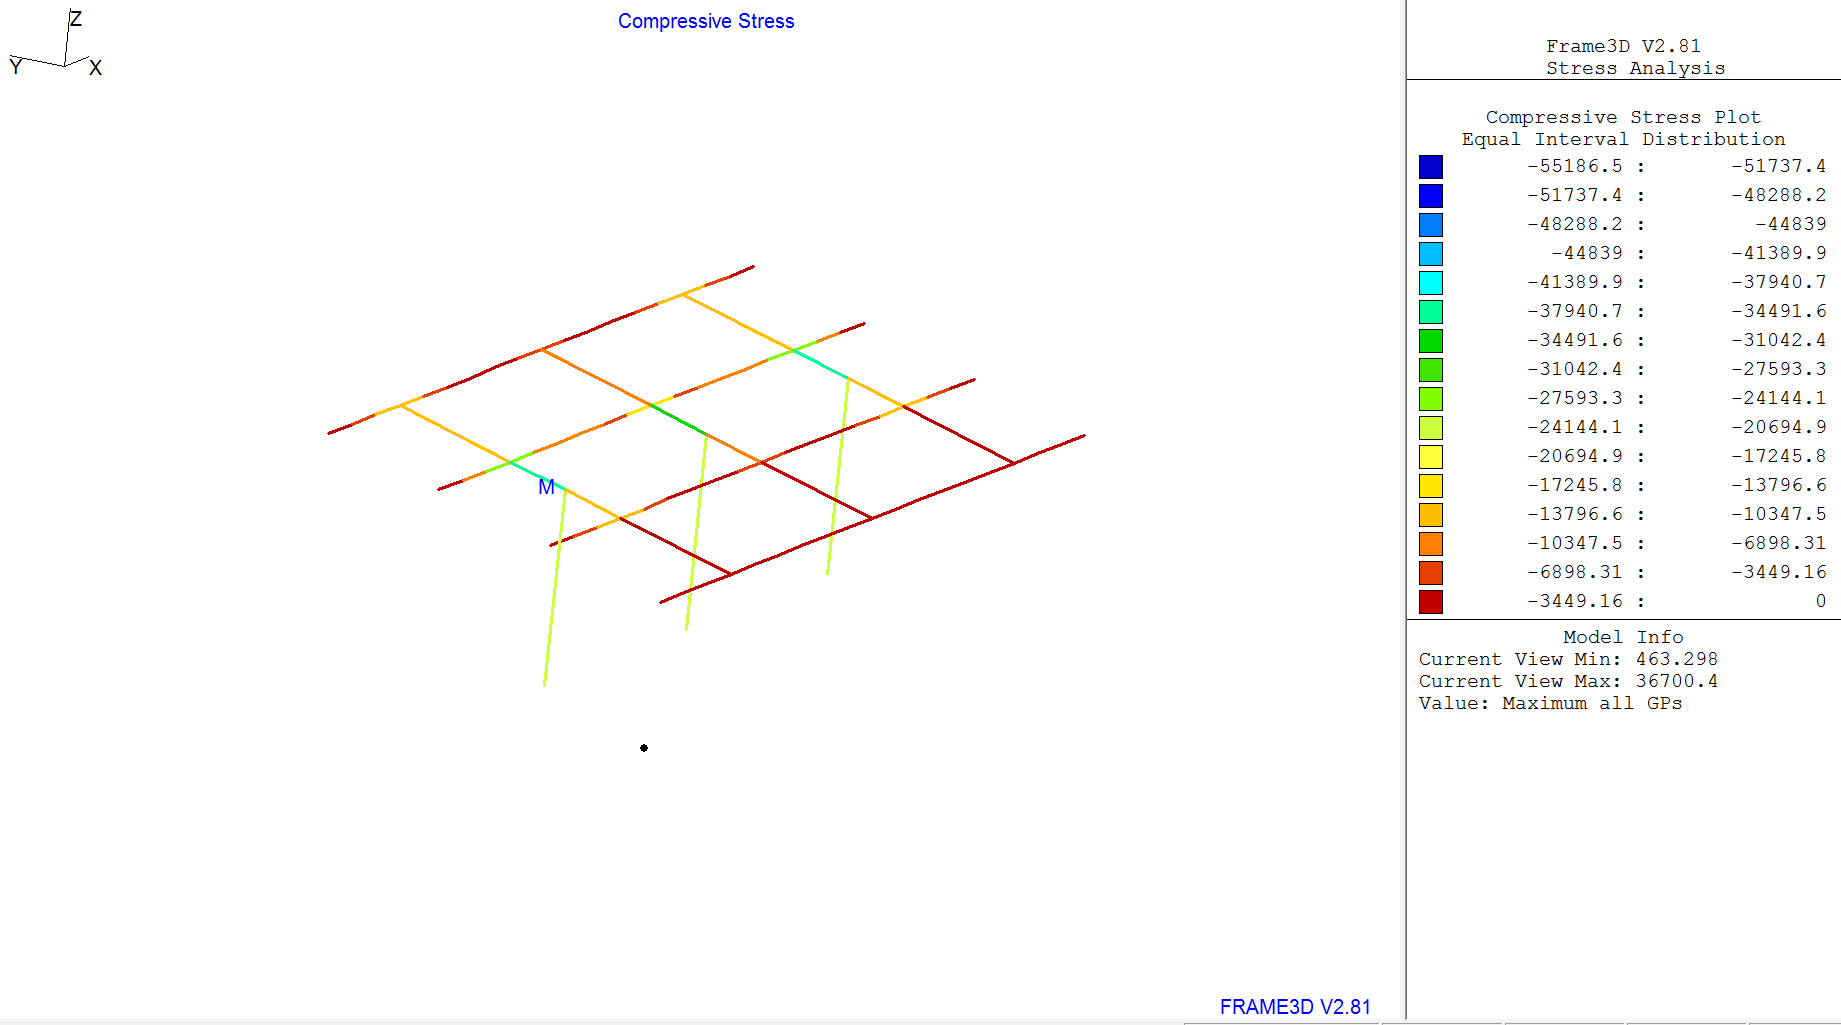 Z
Y
X
Compressive Stress
M
FRAME3D V2.81
Frame3D V2.81
Stress Analysis
Compressive Stress Plot
Equal Interval Distribution
-55186.5 : -51737.4
-51737.4 : -48288.2
-48288.2 : -44839
-44839 : -41389.9
-41389.9 : -37940.7
-37940.7 : -34491.6
-34491.6 : -31042.4
-31042.4 : -27593.3
-27593.3 : -24144.1
-24144.1 : -20694.9
-20694.9 : -17245.8
-17245.8 : -13796.6
-13796.6 : -10347.5
-10347.5 : -6898.31
-6898.31 : -3449.16
-3449.16 : 0
Model Info
Current View Min: 463.298
Current View Max: 36700.4
Value: Maximum all GPs